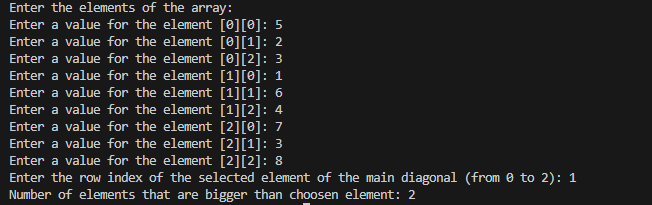 Enter the elements of the array:
Enter a value for the element [0][0]: 5
Enter a value for the element [0][1]: 2
Enter a value for the element [0][2]: 3
Enter a value for the element [1][0]: 1
Enter a value for the element [1][1]: 6
Enter a value for the element [1][2]: 4
Enter a value for the element [2][0]: 7
Enter a value for the element [2][1]: 3
Enter a value for the element [2][2]: 8
Enter the row index of the selected element of the main diagonal (from 0 to 2): 1
Number of elements that are bigger than choosen element: 2